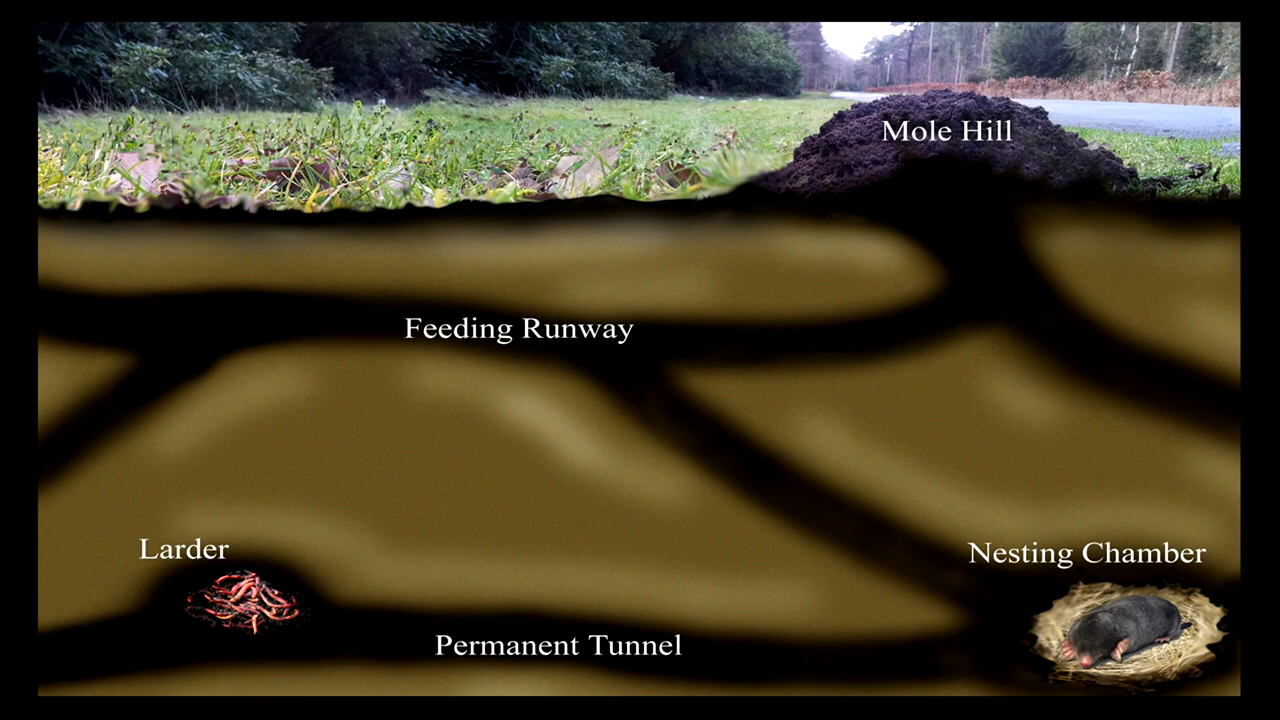 Mole Hill
Feeding Runway
Larder
Nesting Chamber
Permanent Tunnel